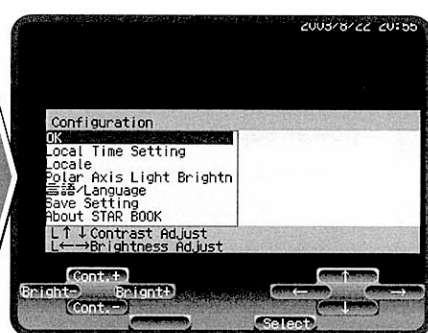 2003/8/22 20:55
Configuration
OK
Local Time Setting
Locale
Polar Axis Light Brightn
言語/Language
Save Setting
About STAR BOOK
L↑↓Contrast Adjust
L←→Brightness Adjust
Cont.+
Bright- Bright+
Cont.-
↑
← →
↓
Select